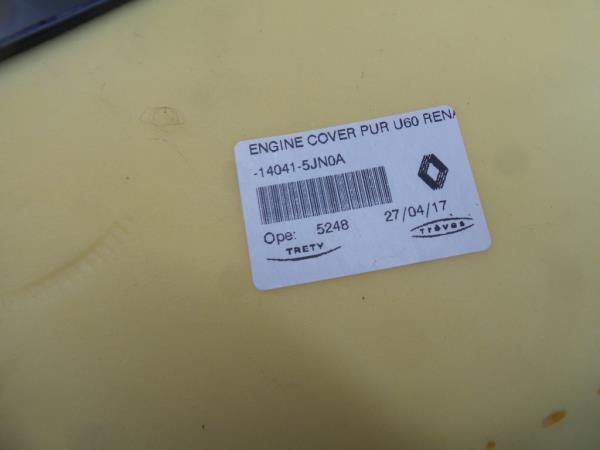 ENGINE COVER PUR U60 RENA
-14041-5JN0A
Ope: 5248 27/04/17
TRETY Trèves